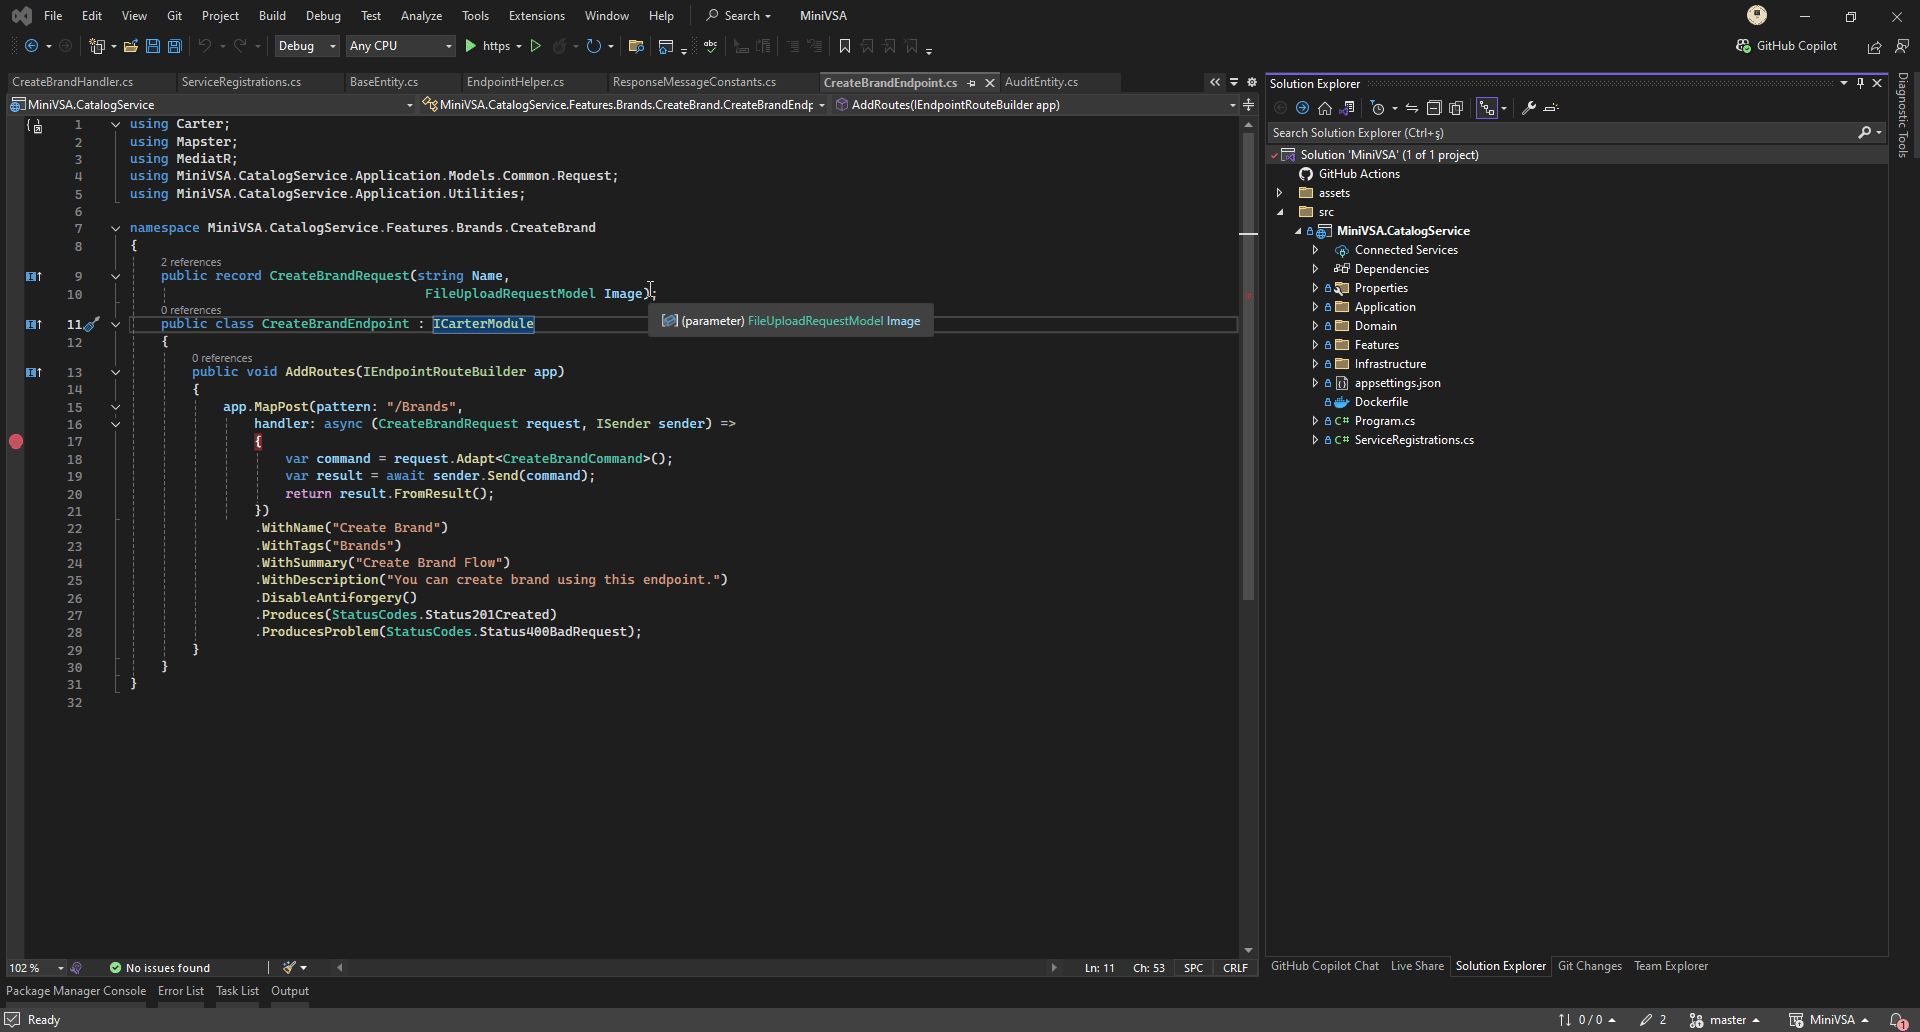 File Edit View Git Project Build Debug Test Analyze Tools Extensions Window Help Search MiniVSA
Debug Any CPU https GitHub Copilot
CreateBrandHandler.cs ServiceRegistrations.cs BaseEntity.cs EndpointHelper.cs ResponseMessageConstants.cs CreateBrandEndpoint.cs AuditEntity.cs
MiniVSA.CatalogService MiniVSA.CatalogService.Features.Brands.CreateBrand.CreateBrandEndp AddRoutes(IEndpointRouteBuilder app)
1 using Carter;
2 using Mapster;
3 using MediatR;
4 using MiniVSA.CatalogService.Application.Models.Common.Request;
5 using MiniVSA.CatalogService.Application.Utilities;
6
7 namespace MiniVSA.CatalogService.Features.Brands.CreateBrand
8 {
2 references
9 public record CreateBrandRequest(string Name,
10 FileUploadRequestModel Image);
0 references
11 public class CreateBrandEndpoint : ICarterModule
(parameter) FileUploadRequestModel Image
12 {
0 references
13 public void AddRoutes(IEndpointRouteBuilder app)
14 {
15 app.MapPost(pattern: "/Brands",
16 handler: async (CreateBrandRequest request, ISender sender) =>
17 {
18 var command = request.Adapt<CreateBrandCommand>();
19 var result = await sender.Send(command);
20 return result.FromResult();
21 })
22 .WithName("Create Brand")
23 .WithTags("Brands")
24 .WithSummary("Create Brand Flow")
25 .WithDescription("You can create brand using this endpoint.")
26 .DisableAntiforgery()
27 .Produces(StatusCodes.Status201Created)
28 .ProducesProblem(StatusCodes.Status400BadRequest);
29 }
30 }
31 }
32
102 % No issues found Ln: 11 Ch: 53 SPC CRLF
Package Manager Console Error List Task List Output
Solution Explorer
Search Solution Explorer (Ctrl+ş)
Solution 'MiniVSA' (1 of 1 project)
GitHub Actions
assets
src
MiniVSA.CatalogService
Connected Services
Dependencies
Properties
Application
Domain
Features
Infrastructure
appsettings.json
Dockerfile
C# Program.cs
C# ServiceRegistrations.cs
GitHub Copilot Chat Live Share Solution Explorer Git Changes Team Explorer
Diagnostic Tools
Ready 0 / 0 2 master MiniVSA 1